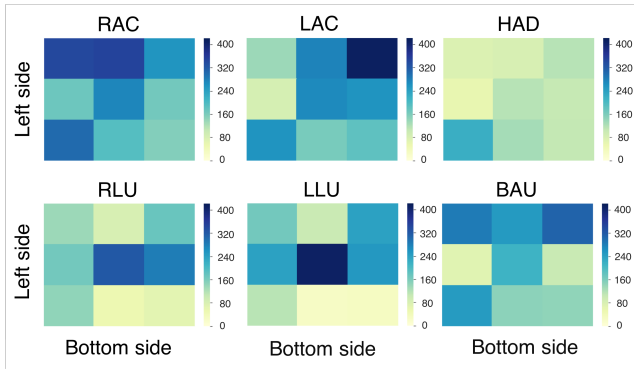 RAC LAC HAD
400 400 400
320 320 320
Left side
240 240 240
160 160 160
80 80 80
0 0 0
RLU LLU BAU
400 400 400
320 320 320
Left side
240 240 240
160 160 160
80 80 80
0 0 0
Bottom side Bottom side Bottom side